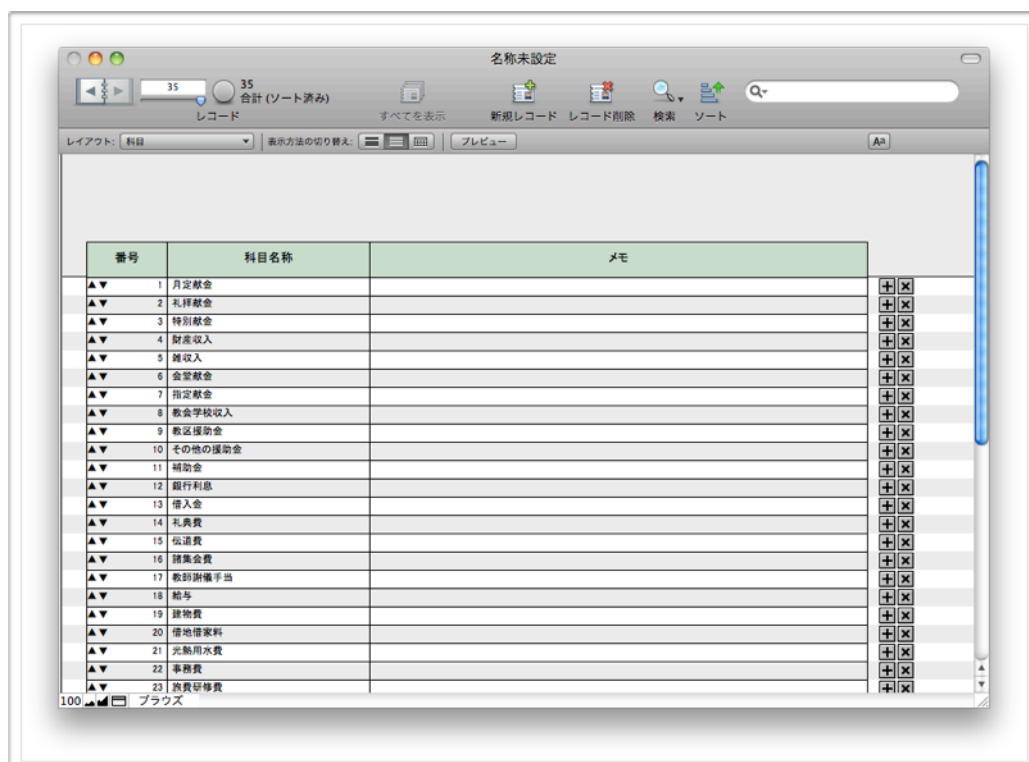 名称未設定
35
35
合計 (ソート済み)
レコード
すべてを表示
新規レコード
レコード削除
検索
ソート
レイアウト: 科目
表示方法の切り替え:
プレビュー
Aa
番号 科目名称 メモ
1 月定献金
2 礼拝献金
3 特別献金
4 財産収入
5 雑収入
6 会堂献金
7 指定献金
8 教会学校収入
9 教区援助金
10 その他の援助金
11 補助金
12 銀行利息
13 借入金
14 礼典費
15 伝道費
16 諸集会費
17 教師謝儀手当
18 給与
19 建物費
20 借地借家料
21 光熱用水費
22 事務費
23 旅費研修費
100 ブラウズ